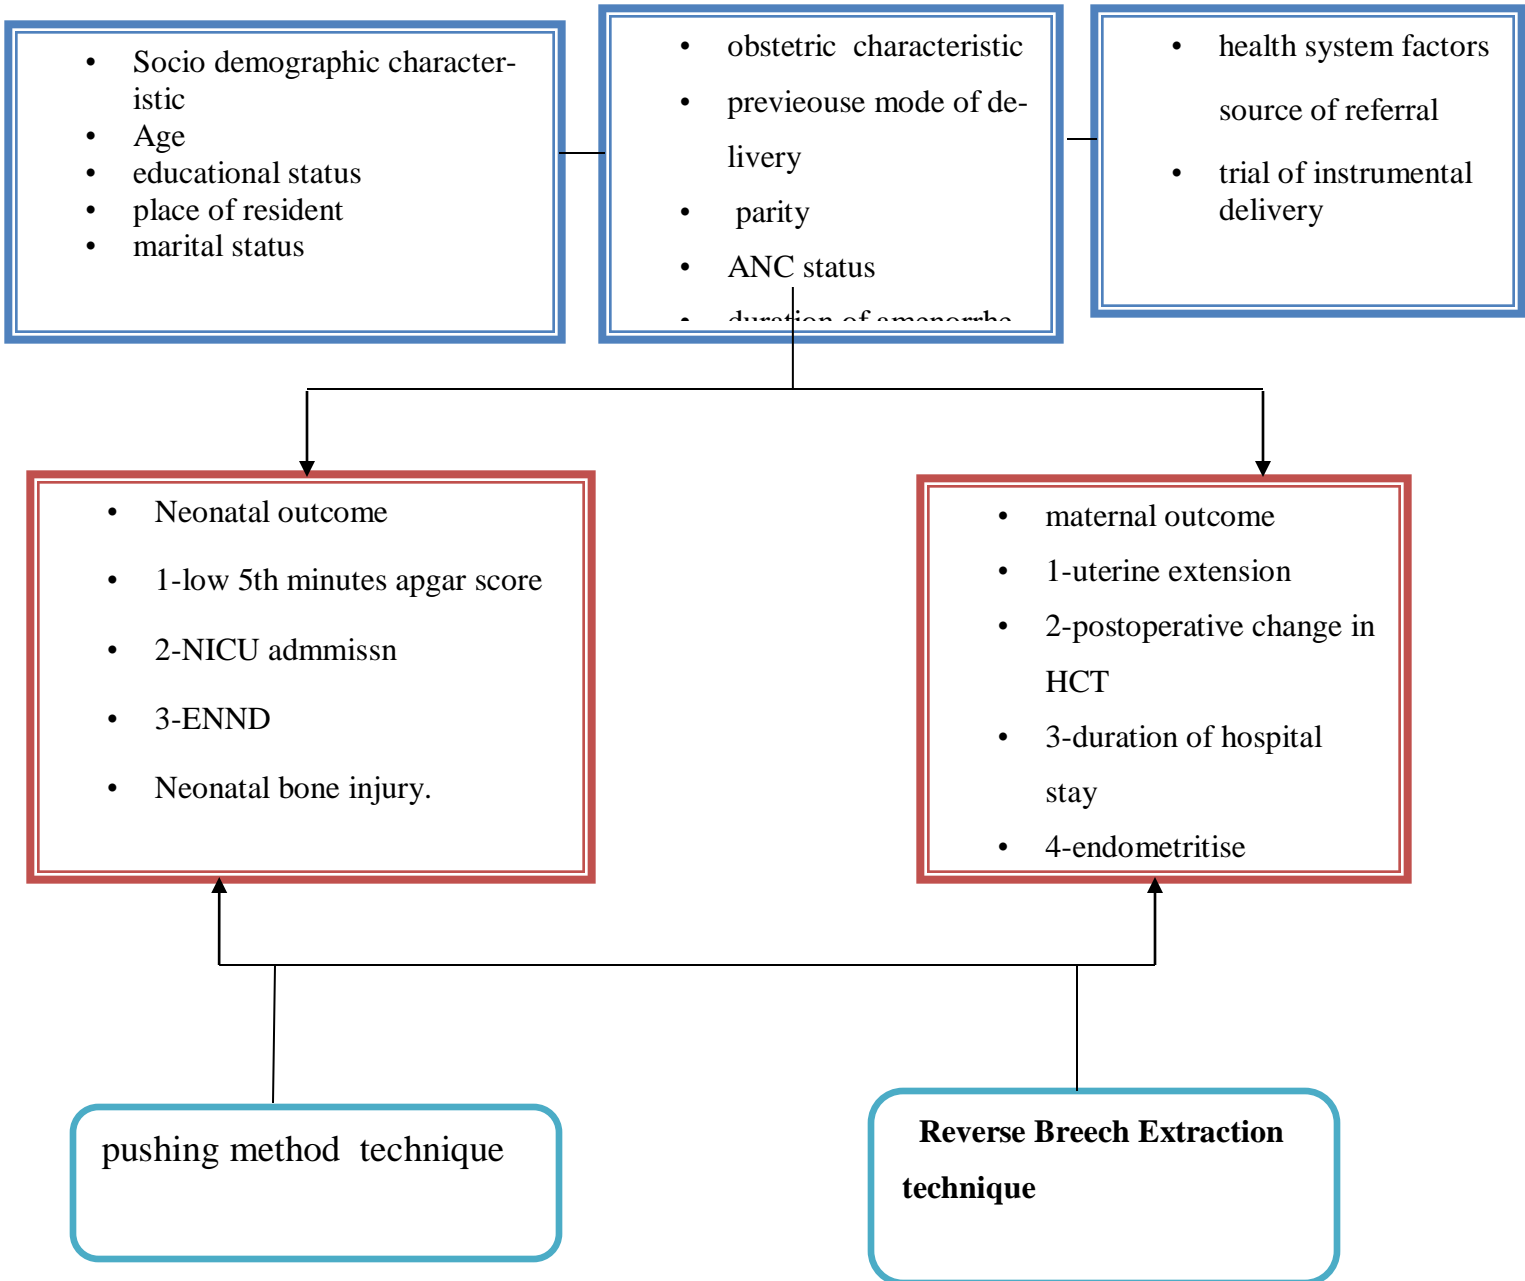 • Socio demographic character-
istic
• Age
• educational status
• place of resident
• marital status
• obstetric characteristic
• previeouse mode of de-
livery
• parity
• ANC status
• duration of amenorrhe
• health system factors
source of referral
• trial of instrumental
delivery
• Neonatal outcome
• 1-low 5th minutes apgar score
• 2-NICU admmissn
• 3-ENND
• Neonatal bone injury.
• maternal outcome
• 1-uterine extension
• 2-postoperative change in
HCT
• 3-duration of hospital
stay
• 4-endometritise
pushing method technique
Reverse Breech Extraction
technique